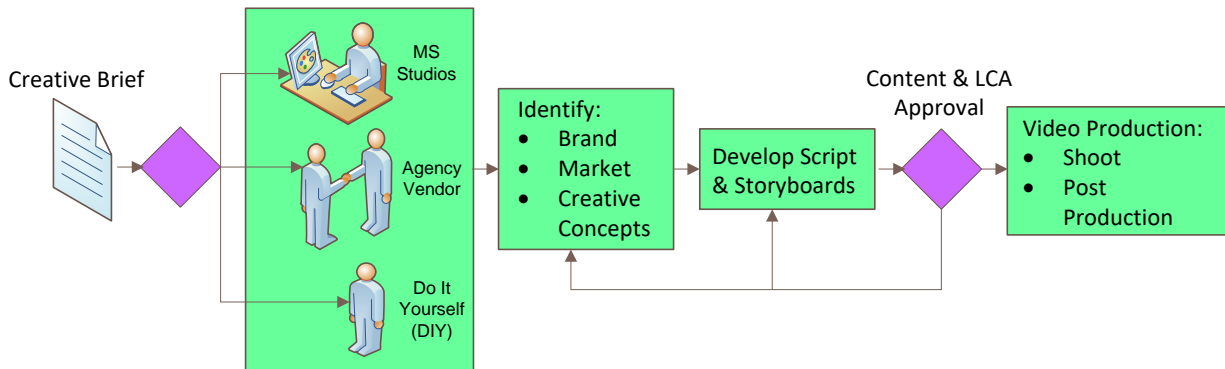 Creative Brief
MS
Studios
Agency
Vendor
Do It
Yourself
(DIY)
Identify:
• Brand
• Market
• Creative
Concepts
Develop Script
& Storyboards
Content & LCA
Approval
Video Production:
• Shoot
• Post
Production